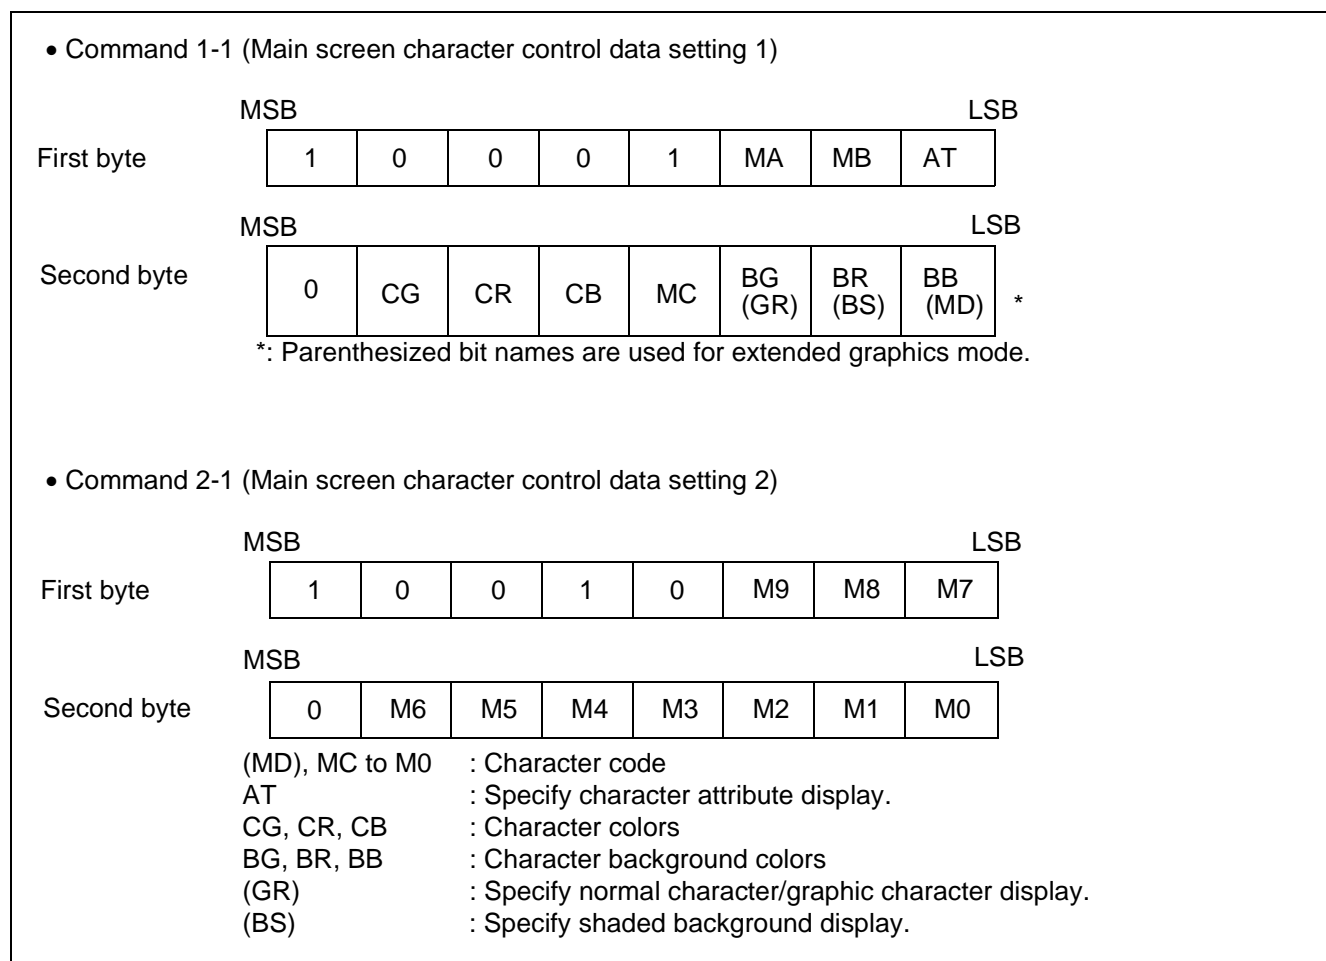 • Command 1-1 (Main screen character control data setting 1)
MSB LSB
First byte 1 0 0 0 1 MA MB AT
MSB LSB
Second byte 0 CG CR CB MC BG (GR) BR (BS) BB (MD) *
*: Parenthesized bit names are used for extended graphics mode.
• Command 2-1 (Main screen character control data setting 2)
MSB LSB
First byte 1 0 0 1 0 M9 M8 M7
MSB LSB
Second byte 0 M6 M5 M4 M3 M2 M1 M0
(MD), MC to M0 : Character code
AT : Specify character attribute display.
CG, CR, CB : Character colors
BG, BR, BB : Character background colors
(GR) : Specify normal character/graphic character display.
(BS) : Specify shaded background display.